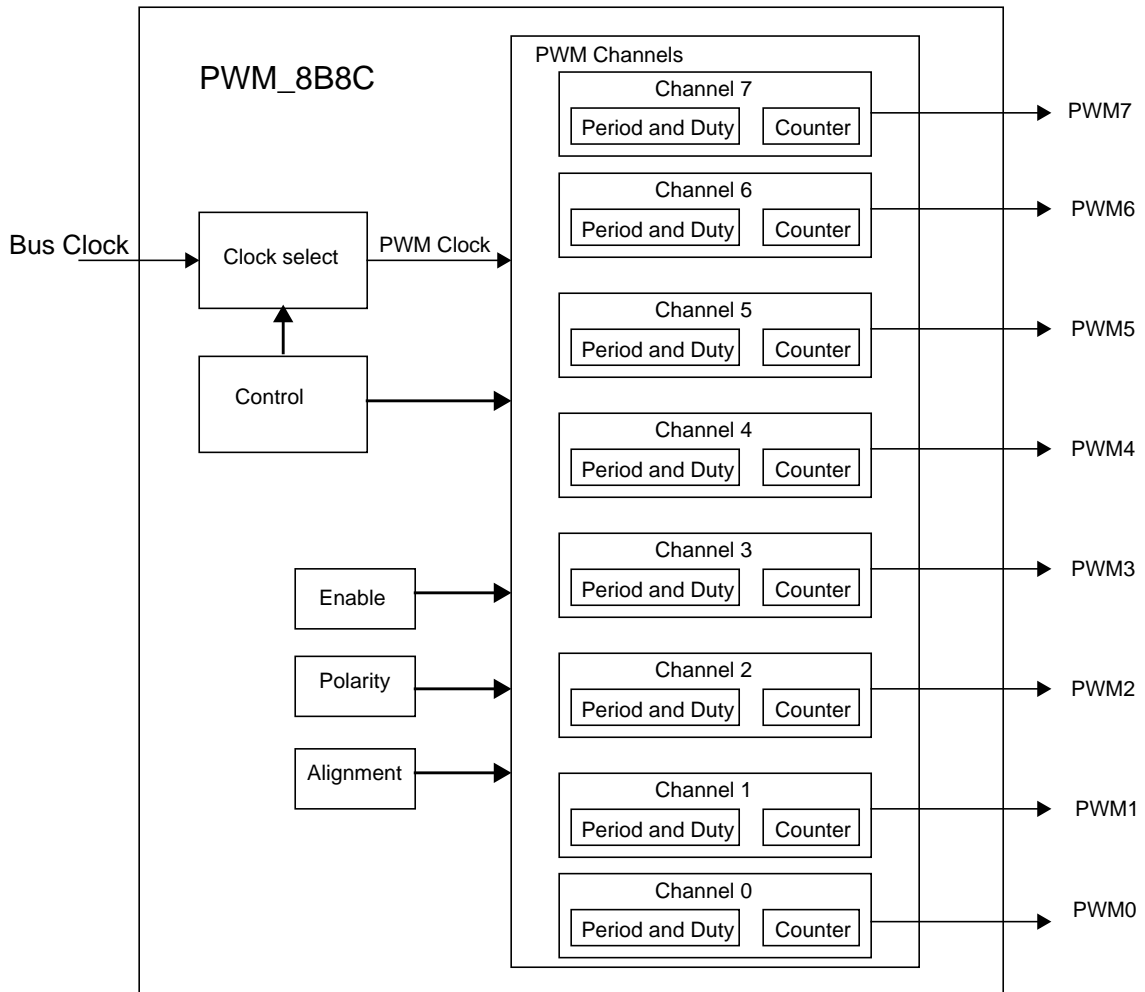 PWM_8B8C
PWM Channels
Channel 7
Period and Duty
Counter
PWM7
Channel 6
Period and Duty
Counter
PWM6
Bus Clock
Clock select
PWM Clock
Channel 5
Period and Duty
Counter
PWM5
Control
Channel 4
Period and Duty
Counter
PWM4
Channel 3
Period and Duty
Counter
PWM3
Enable
Polarity
Channel 2
Period and Duty
Counter
PWM2
Alignment
Channel 1
Period and Duty
Counter
PWM1
Channel 0
Period and Duty
Counter
PWM0